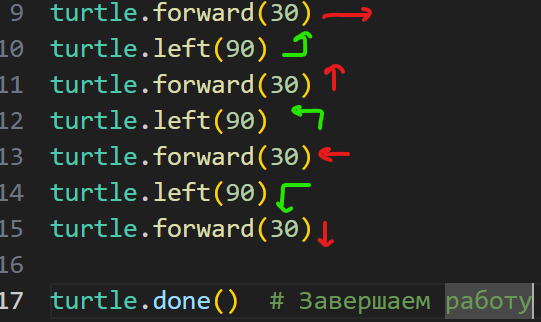 9 turtle.forward(30)
10 turtle.left(90)
11 turtle.forward(30)
12 turtle.left(90)
13 turtle.forward(30)
14 turtle.left(90)
15 turtle.forward(30)
16
17 turtle.done()  # Завершаем работу